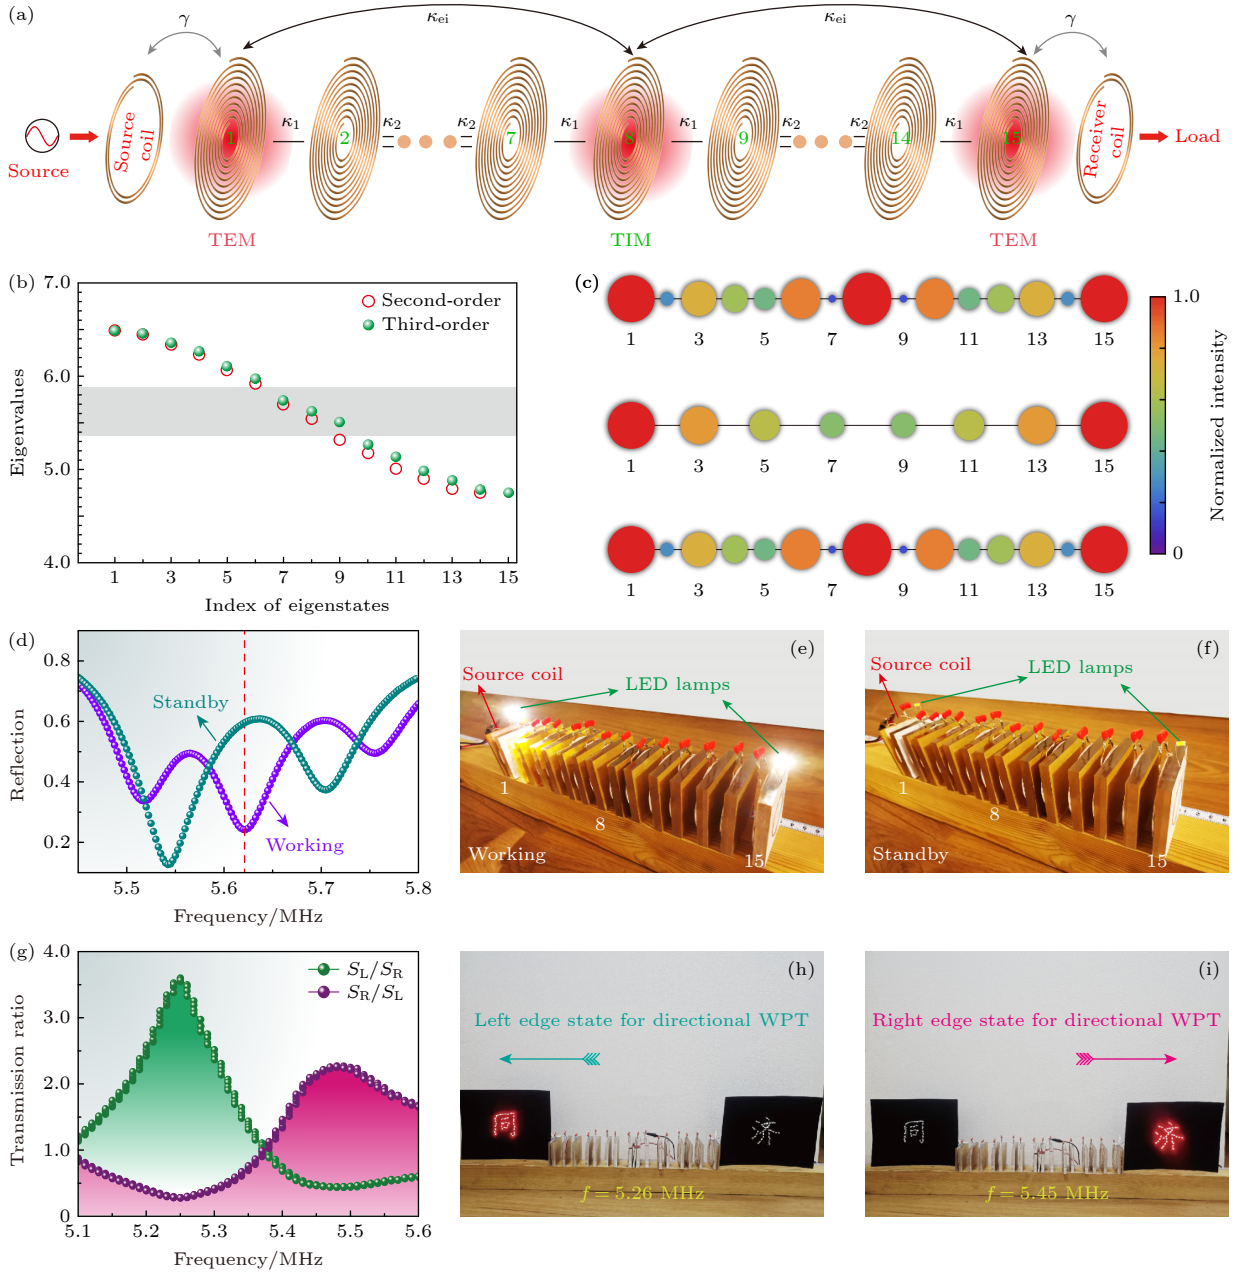 (a)
γ
κei
κei
γ
Source
Source coil
1
κ1
2
κ2
κ2
7
κ1
8
κ1
9
κ2
κ2
14
κ1
15
Receiver coil
Load
TEM
TIM
TEM
(b)
7.0
6.0
5.0
4.0
Eigenvalues
Second-order
Third-order
1 3 5 7 9 11 13 15
Index of eigenstates
(c)
1 3 5 7 9 11 13 15
1 3 5 7 9 11 13 15
1 3 5 7 9 11 13 15
1.0
0
Normalized intensity
(d)
0.8
0.6
0.4
0.2
Reflection
Standby
Working
5.5 5.6 5.7 5.8
Frequency/MHz
(e)
Source coil
LED lamps
1
8
15
Working
(f)
Source coil
LED lamps
1
8
15
Standby
(g)
4.0
3.0
2.0
1.0
0
Transmission ratio
SL/SR
SR/SL
5.1 5.2 5.3 5.4 5.5 5.6
Frequency/MHz
(h)
Left edge state for directional WPT
同
济
f = 5.26 MHz
(i)
Right edge state for directional WPT
同
济
f = 5.45 MHz